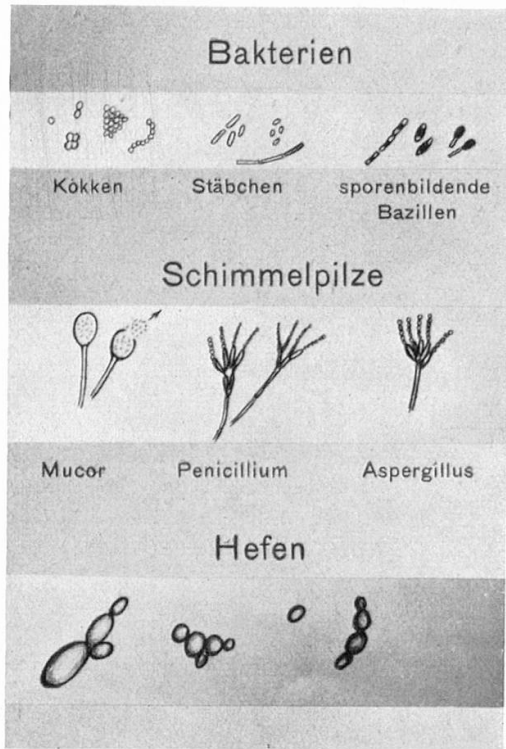 Bakterien
Kokken
Stäbchen
sporenbildende
Bazillen
Schimmelpilze
Mucor
Penicillium
Aspergillus
Hefen